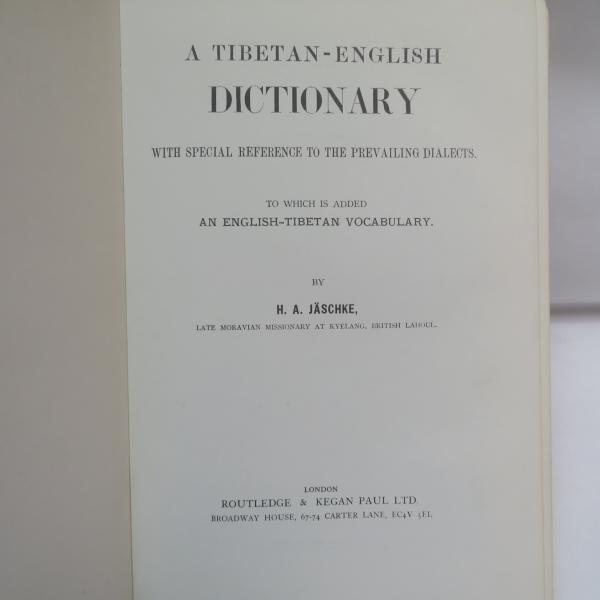 A TIBETAN-ENGLISH
DICTIONARY
WITH SPECIAL REFERENCE TO THE PREVAILING DIALECTS.
TO WHICH IS ADDED
AN ENGLISH-TIBETAN VOCABULARY.
BY
H. A. JÄSCHKE,
LATE MORAVIAN MISSIONARY AT KYELANG, BRITISH LAHOUL.
LONDON
ROUTLEDGE & KEGAN PAUL LTD.
BROADWAY HOUSE, 67-74 CARTER LANE, EC4V 5EL